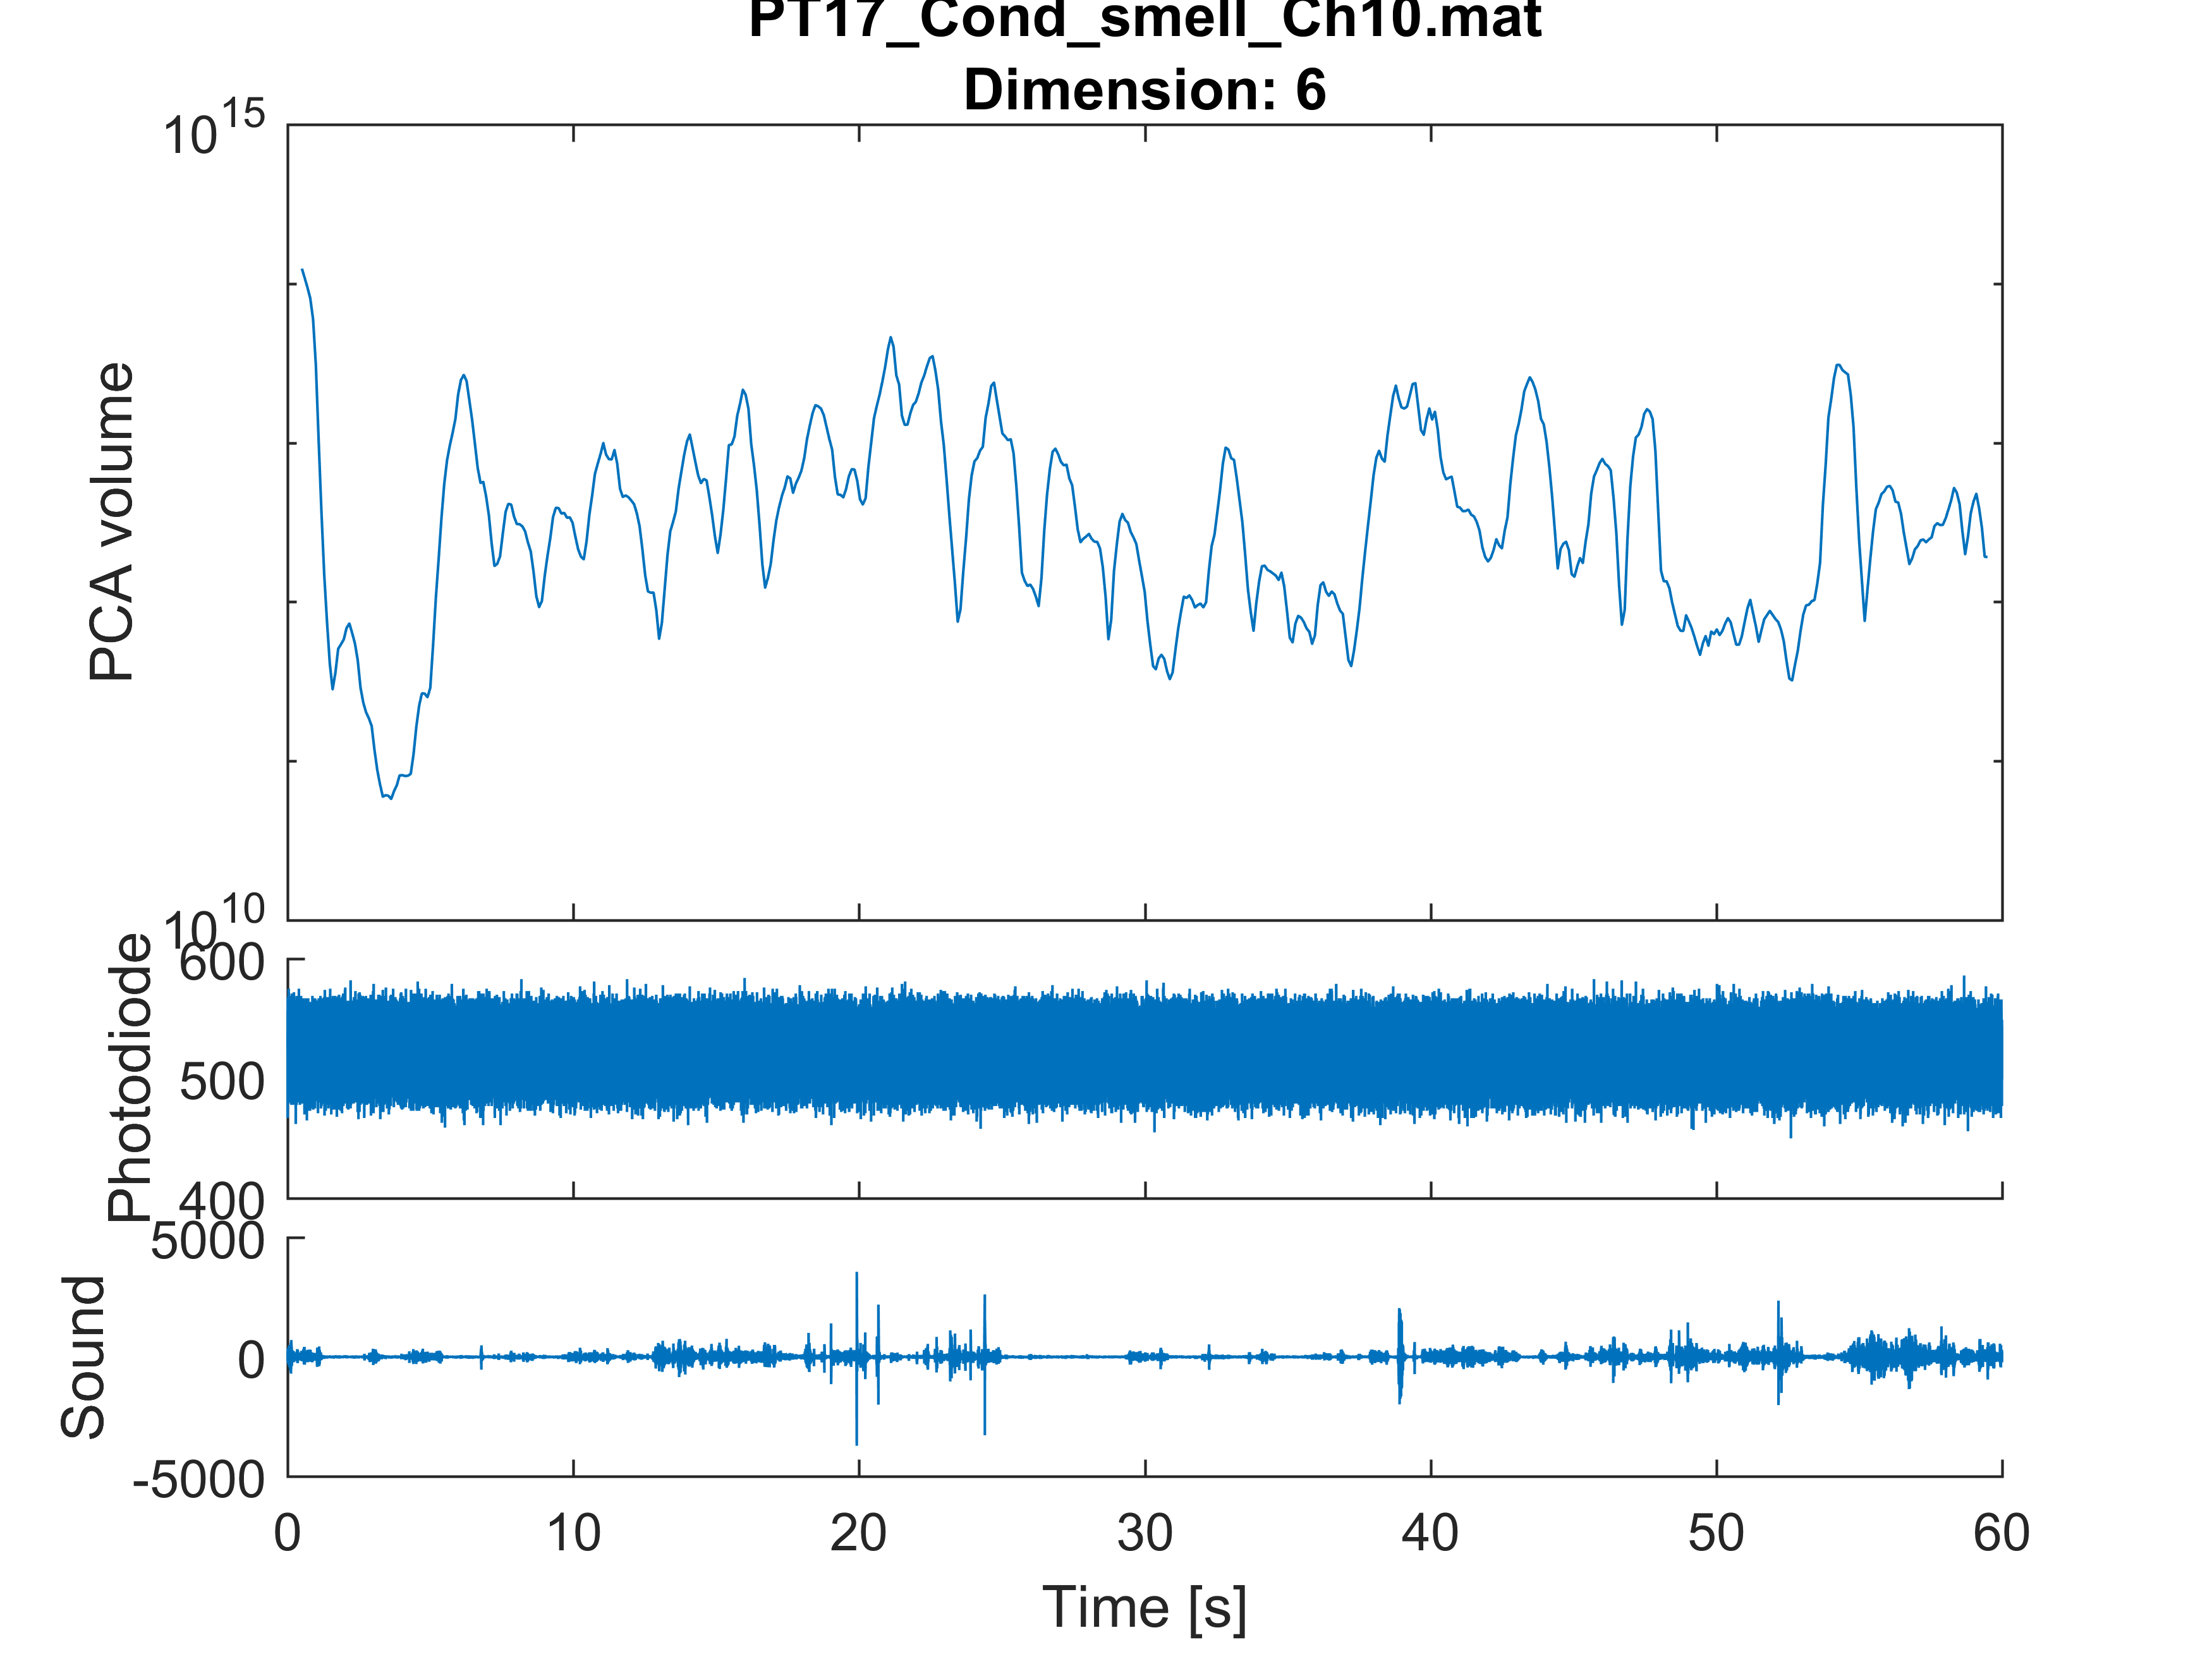 PT17_Cond_smell_Ch10.mat
Dimension: 6
10^15
PCA volume
10^10
600
Photodiode
500
400
5000
Sound
0
-5000
0 10 20 30 40 50 60
Time [s]